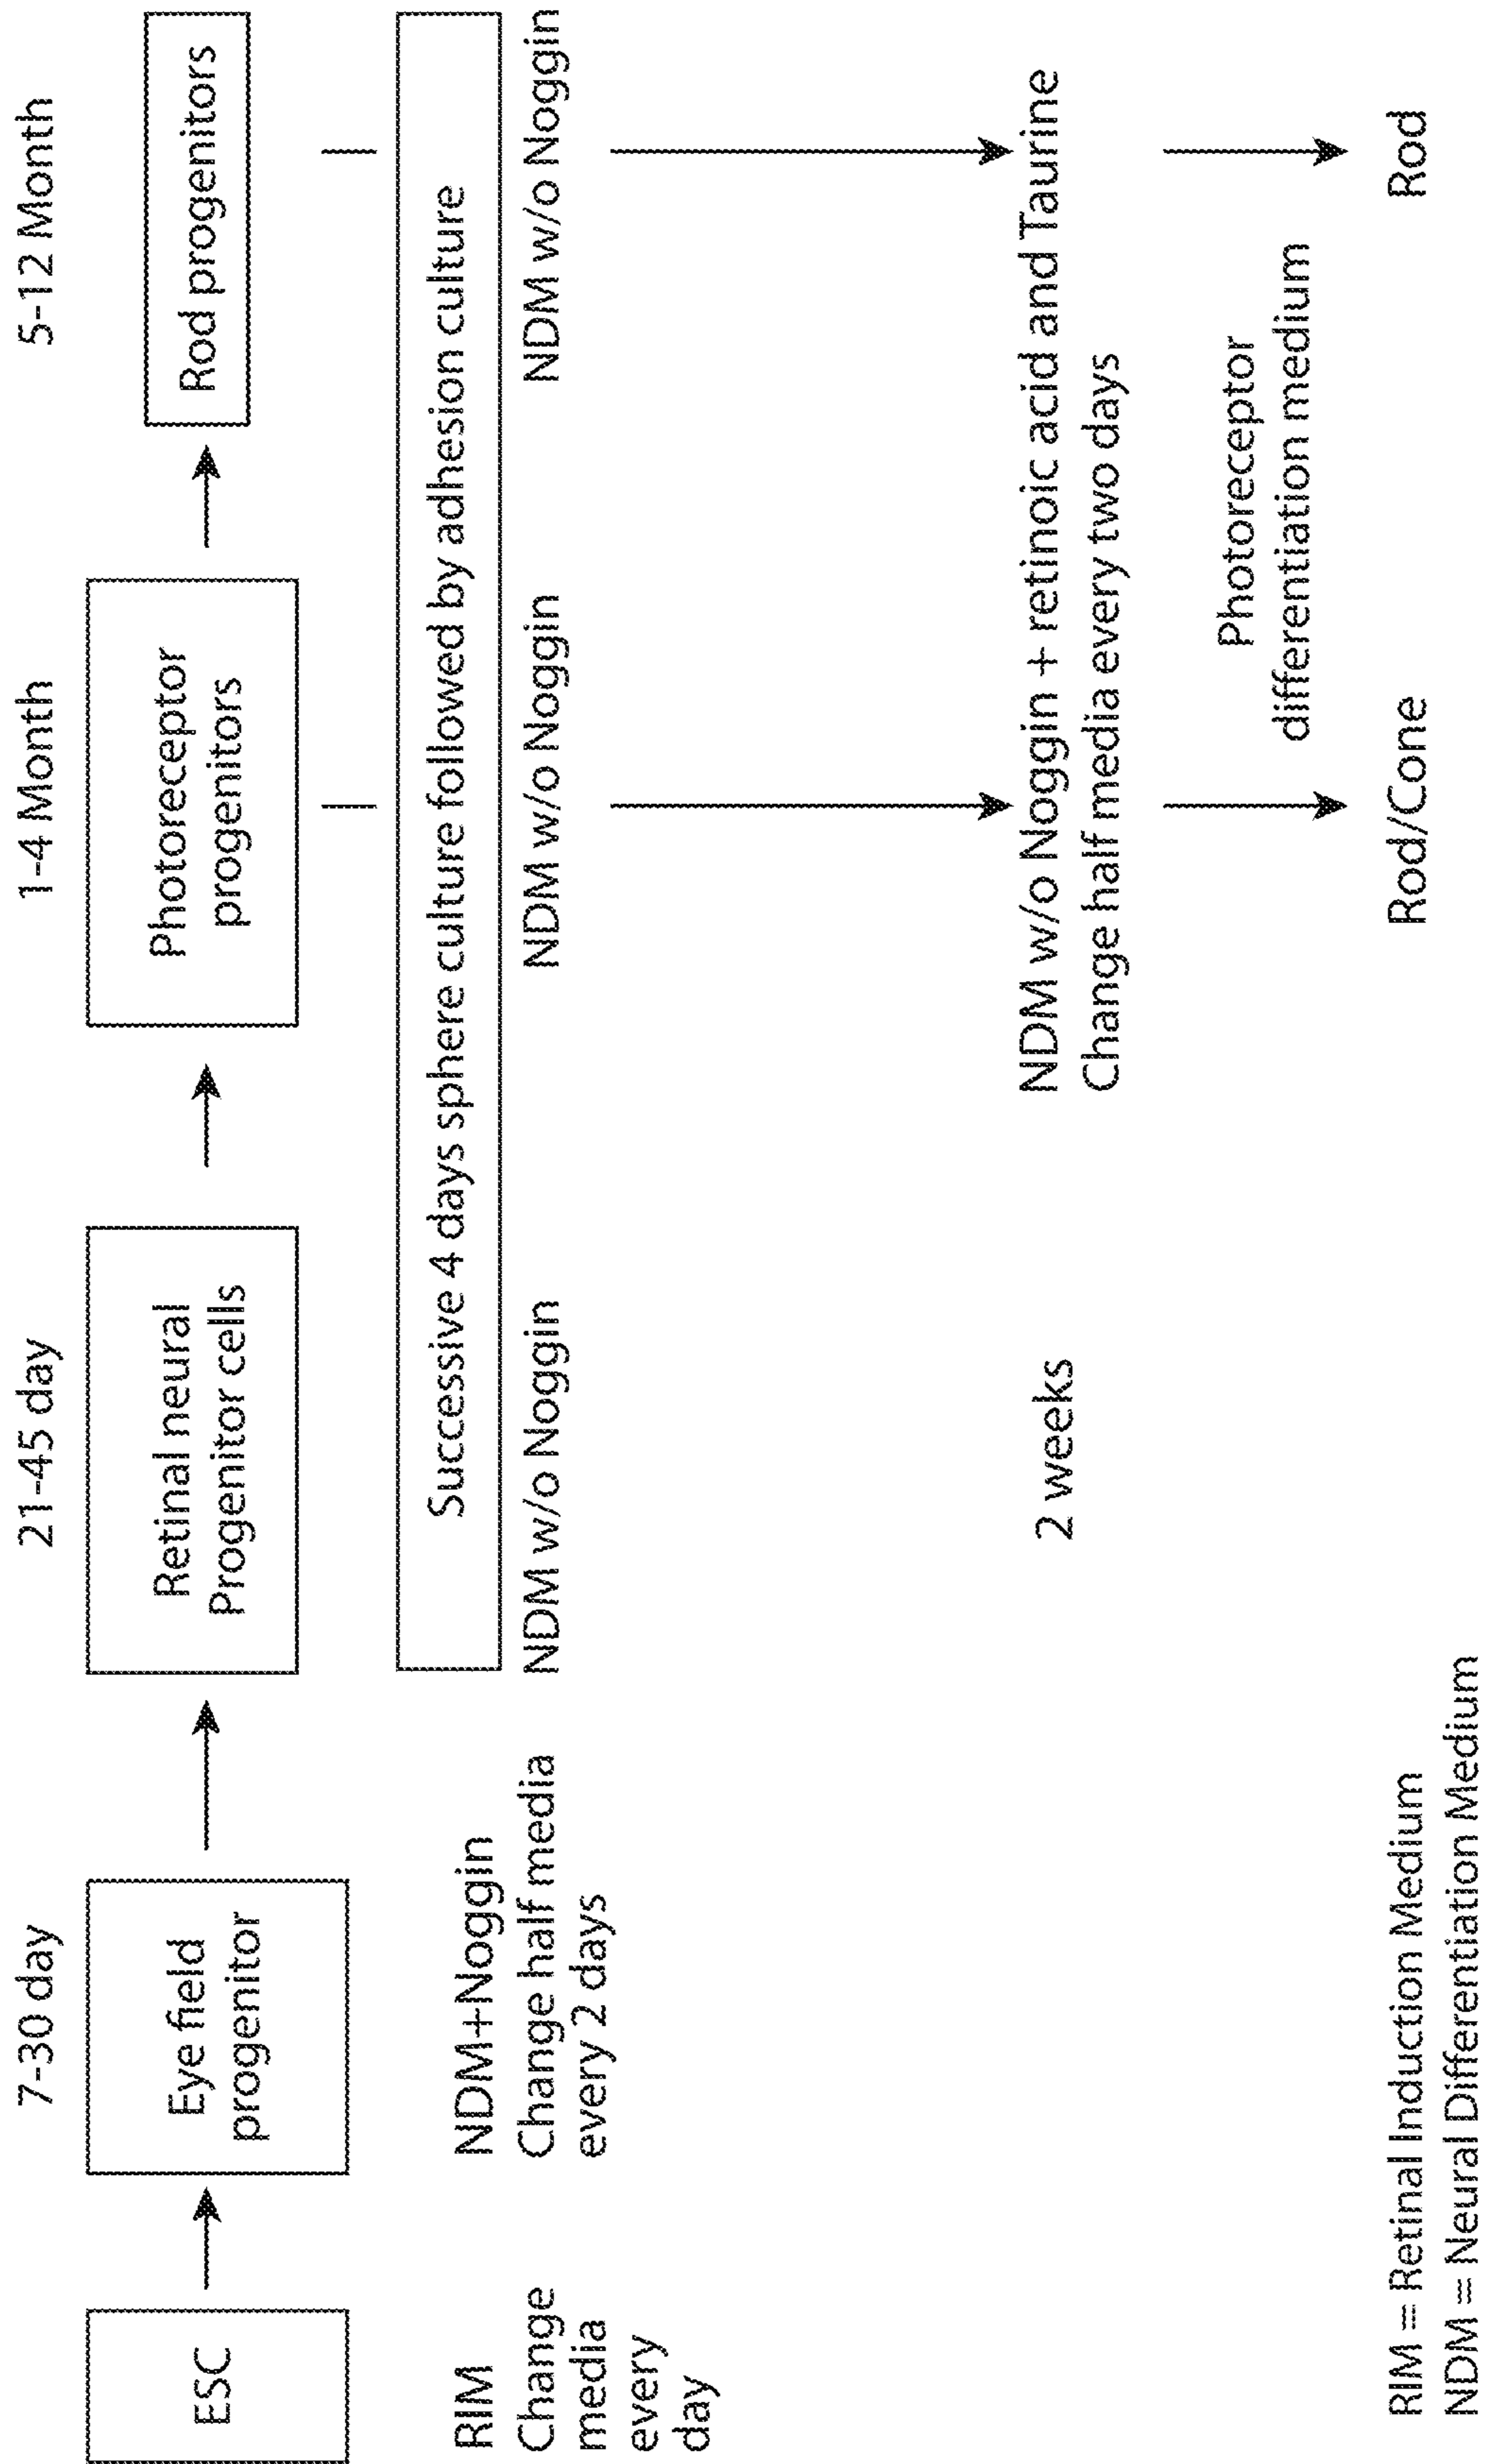 7-30 day
21-45 day
1-4 Month
5-12 Month
ESC
Eye field
progenitor
Retinal neural
Progenitor cells
Photoreceptor
progenitors
Rod progenitors
Successive 4 days sphere culture followed by adhesion culture
RIM
Change
media
every
day
NDM+Noggin
Change half media
every 2 days
NDM w/o Noggin
NDM w/o Noggin
NDM w/o Noggin
2 weeks
NDM w/o Noggin + retinoic acid and Taurine
Change half media every two days
Photoreceptor
differentiation medium
Rod/Cone
Rod
RIM = Retinal Induction Medium
NDM = Neural Differentiation Medium